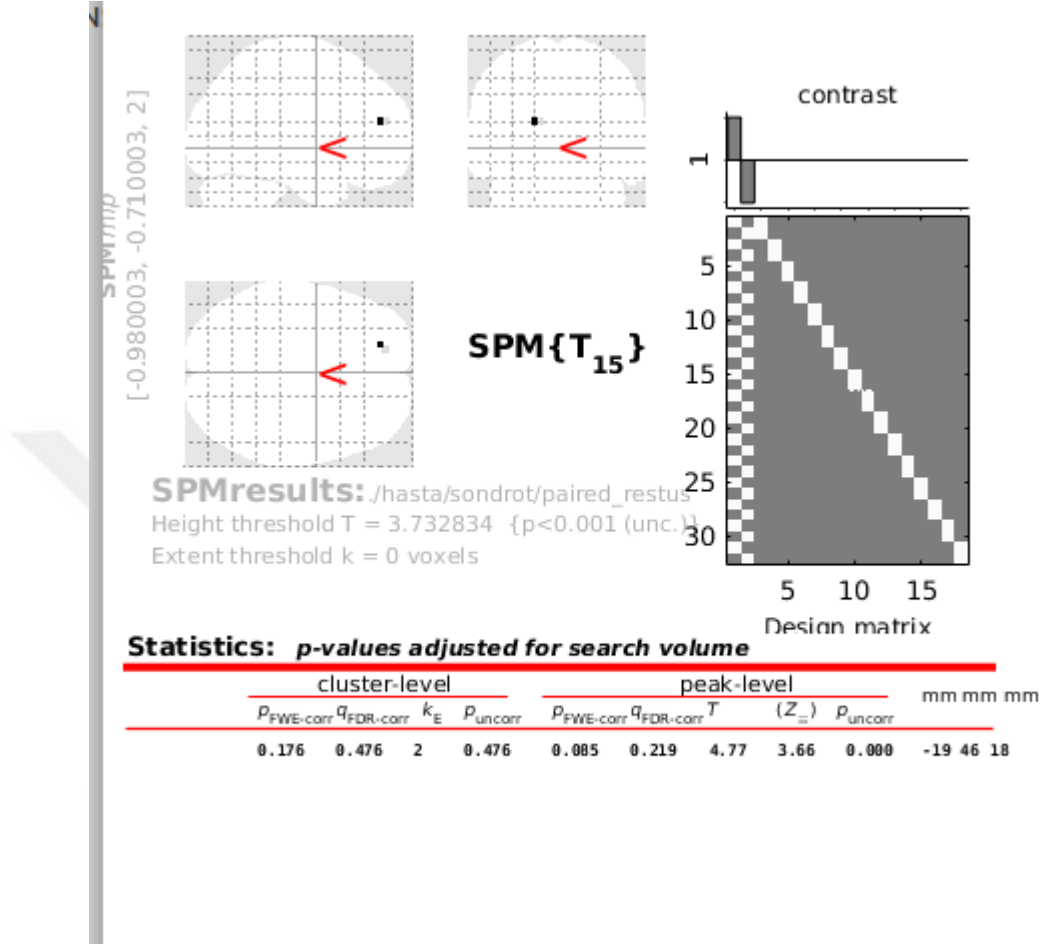 contrast
1
SPMmip
[-0.980003, -0.710003, 2]
<
<
<
SPM{T15}
5
10
15
20
25
30
5 10 15
Design matrix
SPMresults: ./hasta/sondrot/paired_restus
Height threshold T = 3.732834 {p<0.001 (unc.)}
Extent threshold k = 0 voxels
Statistics: p-values adjusted for search volume
cluster-level peak-level mm mm mm
pFWE-corr qFDR-corr kE puncorr pFWE-corr qFDR-corr T (Z≡) puncorr
0.176 0.476 2 0.476 0.085 0.219 4.77 3.66 0.000 -19 46 18